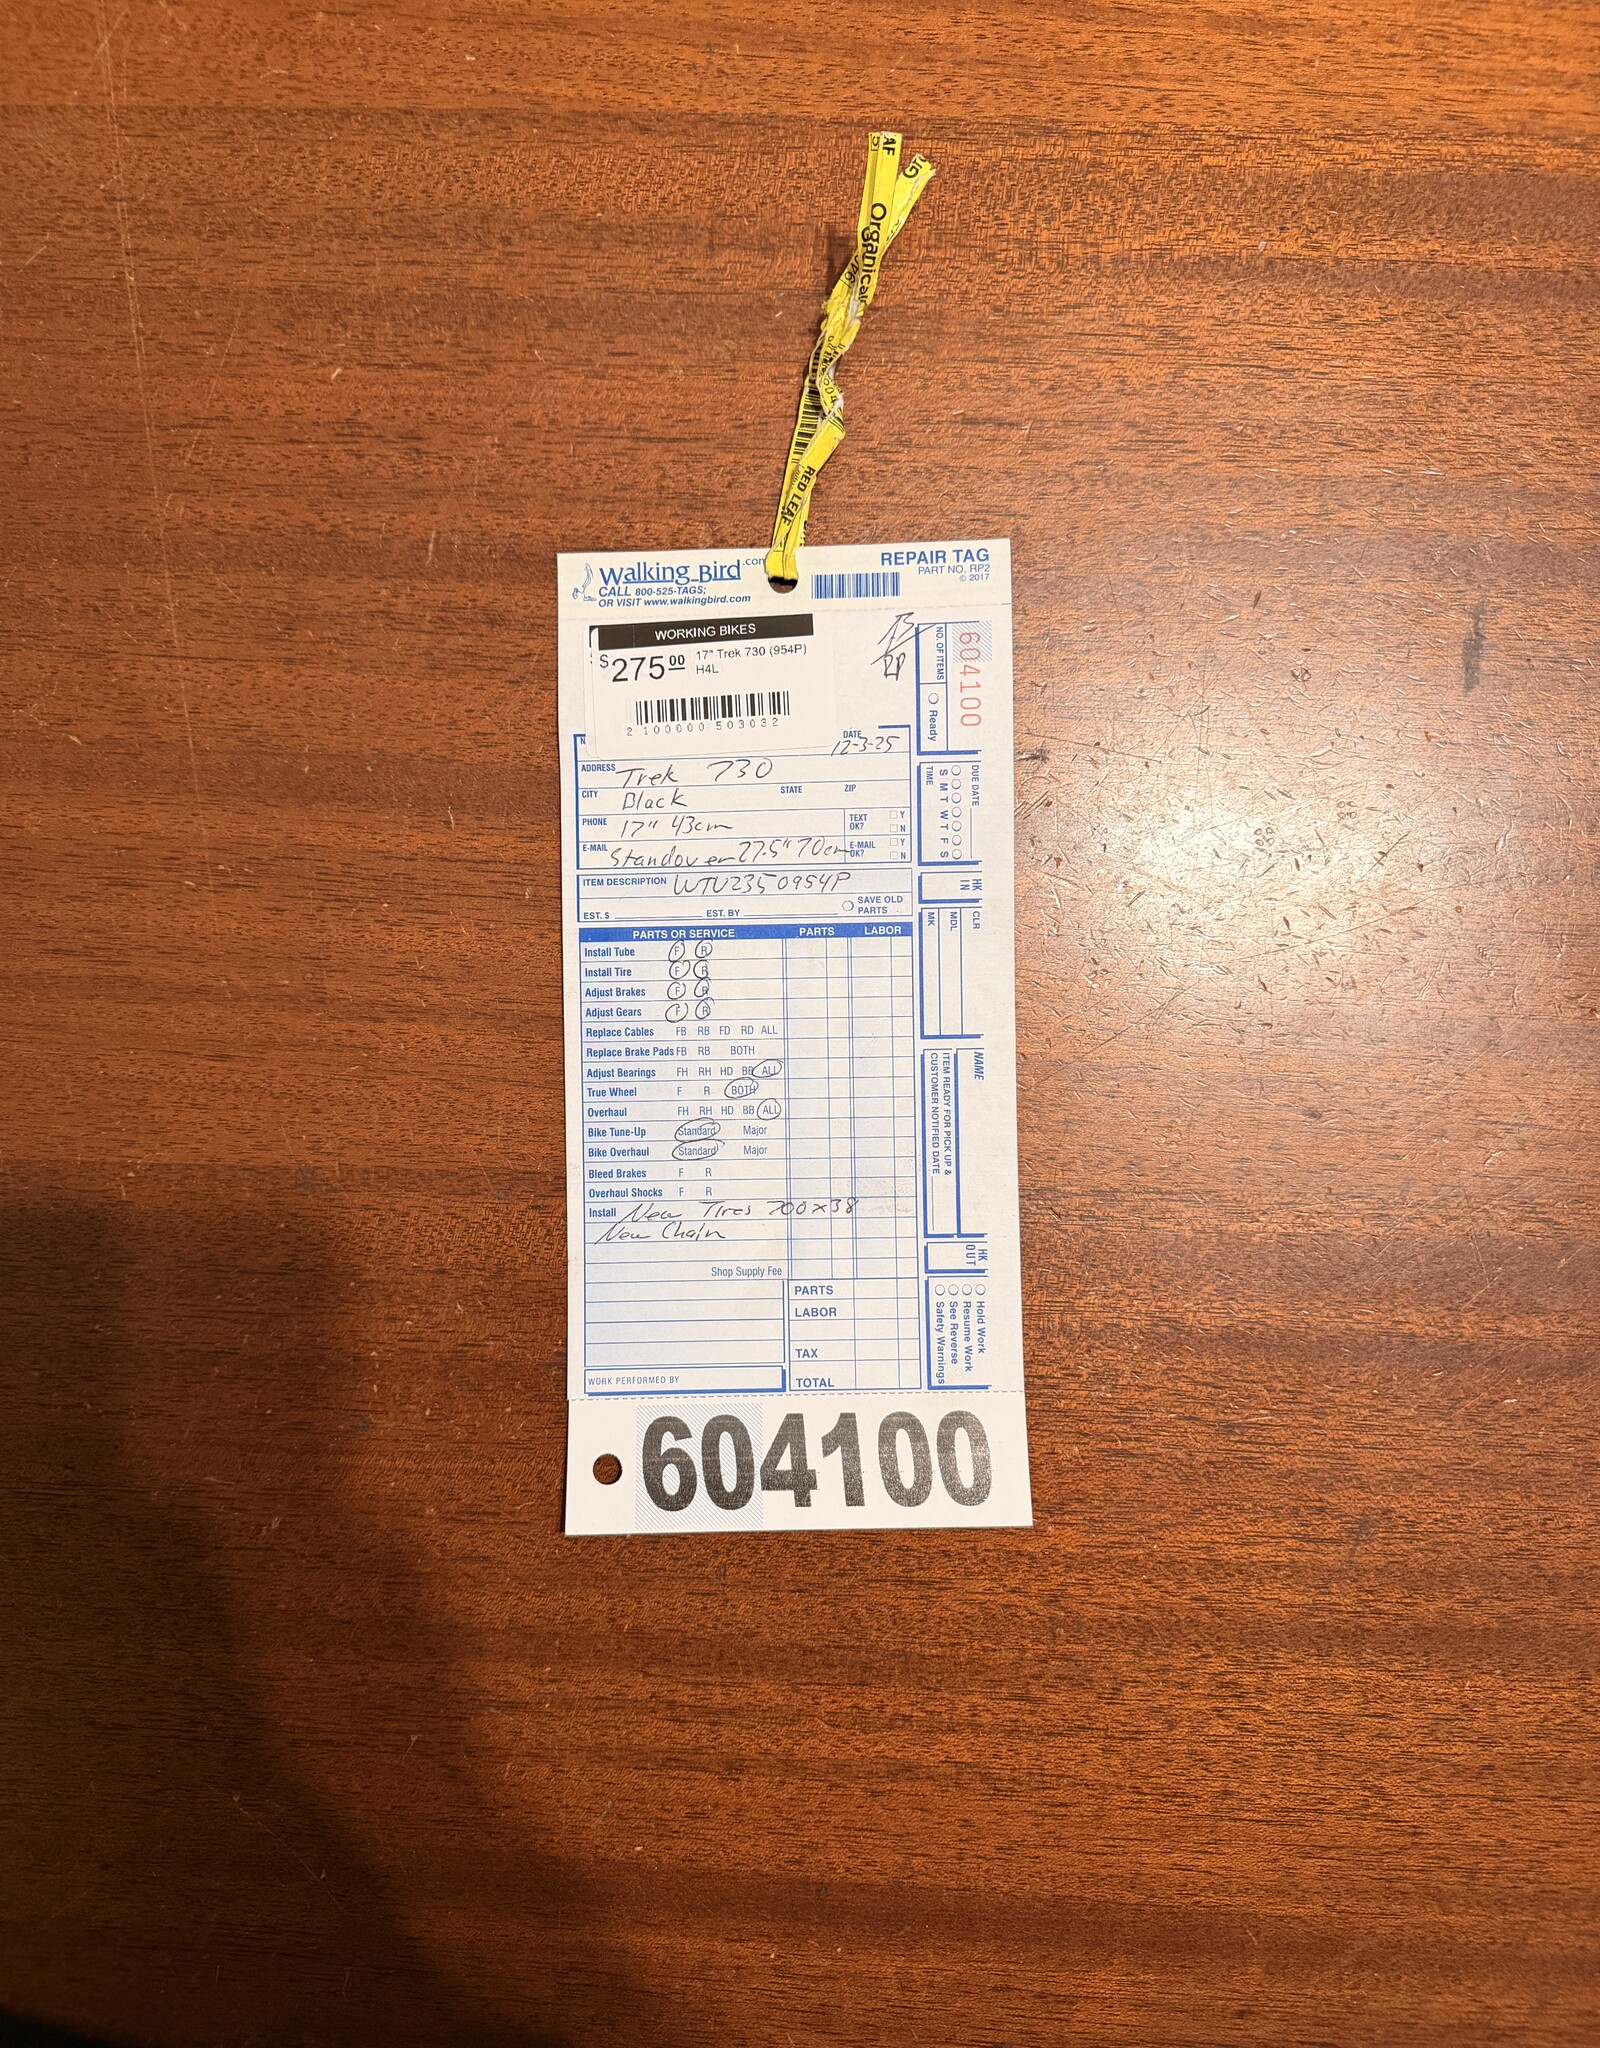 AF
Gr
Organic
RED LEAF
Walking Bird.com
CALL 800-525-TAGS;
OR VISIT www.walkingbird.com
REPAIR TAG
PART NO. RP2
© 2017
WORKING BIKES
$275.00 17" Trek 730 (954P)
H4L
2 100000 503032
RP
DATE 12-3-25
ADDRESS Trek 730
CITY Black STATE ZIP
PHONE 17" 43cm TEXT OK? Y N
E-MAIL Standover 27.5" 70cm E-MAIL OK? Y N
ITEM DESCRIPTION WTU235 0954P
EST. $ EST. BY SAVE OLD PARTS
PARTS OR SERVICE PARTS LABOR
Install Tube F R
Install Tire F R
Adjust Brakes F R
Adjust Gears F R
Replace Cables FB RB FD RD ALL
Replace Brake Pads FB RB BOTH
Adjust Bearings FH RH HD BB ALL
True Wheel F R BOTH
Overhaul FH RH HD BB ALL
Bike Tune-Up Standard Major
Bike Overhaul Standard Major
Bleed Brakes F R
Overhaul Shocks F R
Install New Tires 700x38
New Chain
Shop Supply Fee
PARTS
LABOR
TAX
TOTAL
WORK PERFORMED BY
604100
NO. OF ITEMS Ready
DUE DATE
S M T W T F S
TIME
HK IN
CLR
MDL
MK
NAME
ITEM READY FOR PICK UP &
CUSTOMER NOTIFIED DATE
HK OUT
Hold Work
Resume Work
See Reverse
Safety Warnings
604100